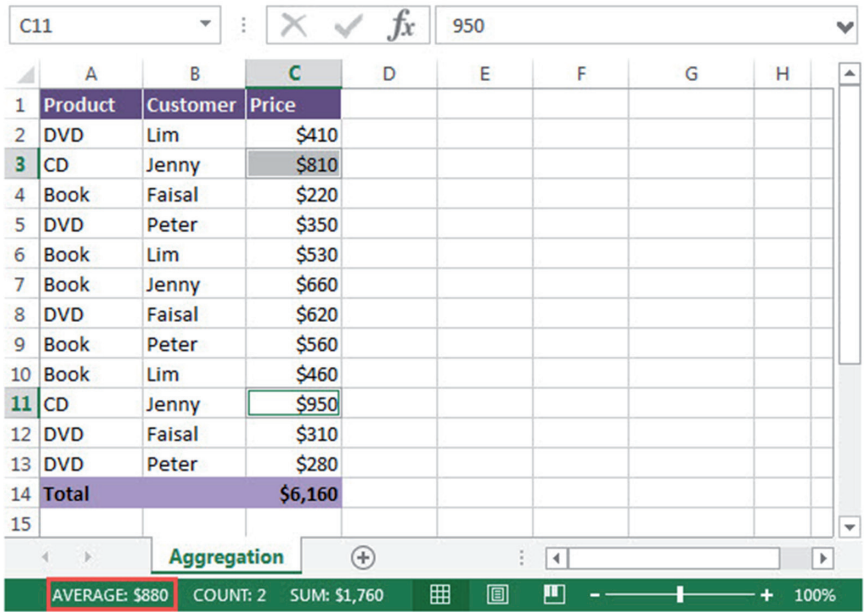 C11 fx 950
A B C D E F G H
1 Product Customer Price
2 DVD Lim $410
3 CD Jenny $810
4 Book Faisal $220
5 DVD Peter $350
6 Book Lim $530
7 Book Jenny $660
8 DVD Faisal $620
9 Book Peter $560
10 Book Lim $460
11 CD Jenny $950
12 DVD Faisal $310
13 DVD Peter $280
14 Total $6,160
15
Aggregation
AVERAGE: $880 COUNT: 2 SUM: $1,760 100%